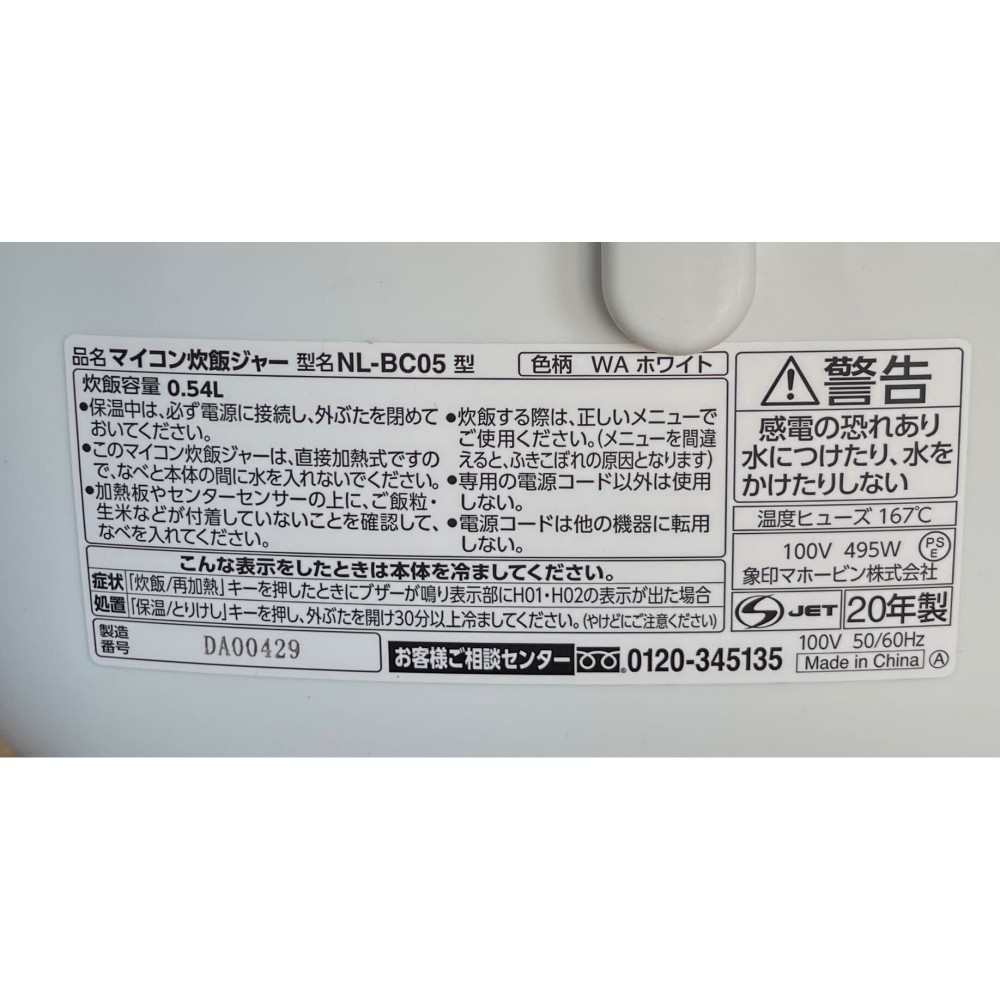 品名 マイコン炊飯ジャー 型名 NL-BC05 型 色柄 WA ホワイト
炊飯容量 0.54L
•保温中は、必ず電源に接続し、外ぶたを閉めて
おいてください。
•このマイコン炊飯ジャーは、直接加熱式ですの
で、なべと本体の間に水を入れないでください。
•加熱板やセンターセンサーの上に、ご飯粒・
生米などが付着していないことを確認して、
なべを入れてください。
•炊飯する際は、正しいメニューで
ご使用ください。(メニューを間違
えると、ふきこぼれの原因となります)
•専用の電源コード以外は使用
しない。
•電源コードは他の機器に転用
しない。
こんな表示をしたときは本体を冷ましてください。
症状 「炊飯/再加熱」キーを押したときにブザーが鳴り表示部にH01・H02の表示が出た場合
処置 「保温/とりけし」キーを押し、外ぶたを開け30分以上冷ましてください。(やけどにご注意ください)
製造
番号 DA00429
お客様ご相談センター 0120-345135
警告
感電の恐れあり
水につけたり、水を
かけたりしない
温度ヒューズ 167℃
100V 495W PSE
象印マホービン株式会社
S JET 20年製
100V 50/60Hz
Made in China A